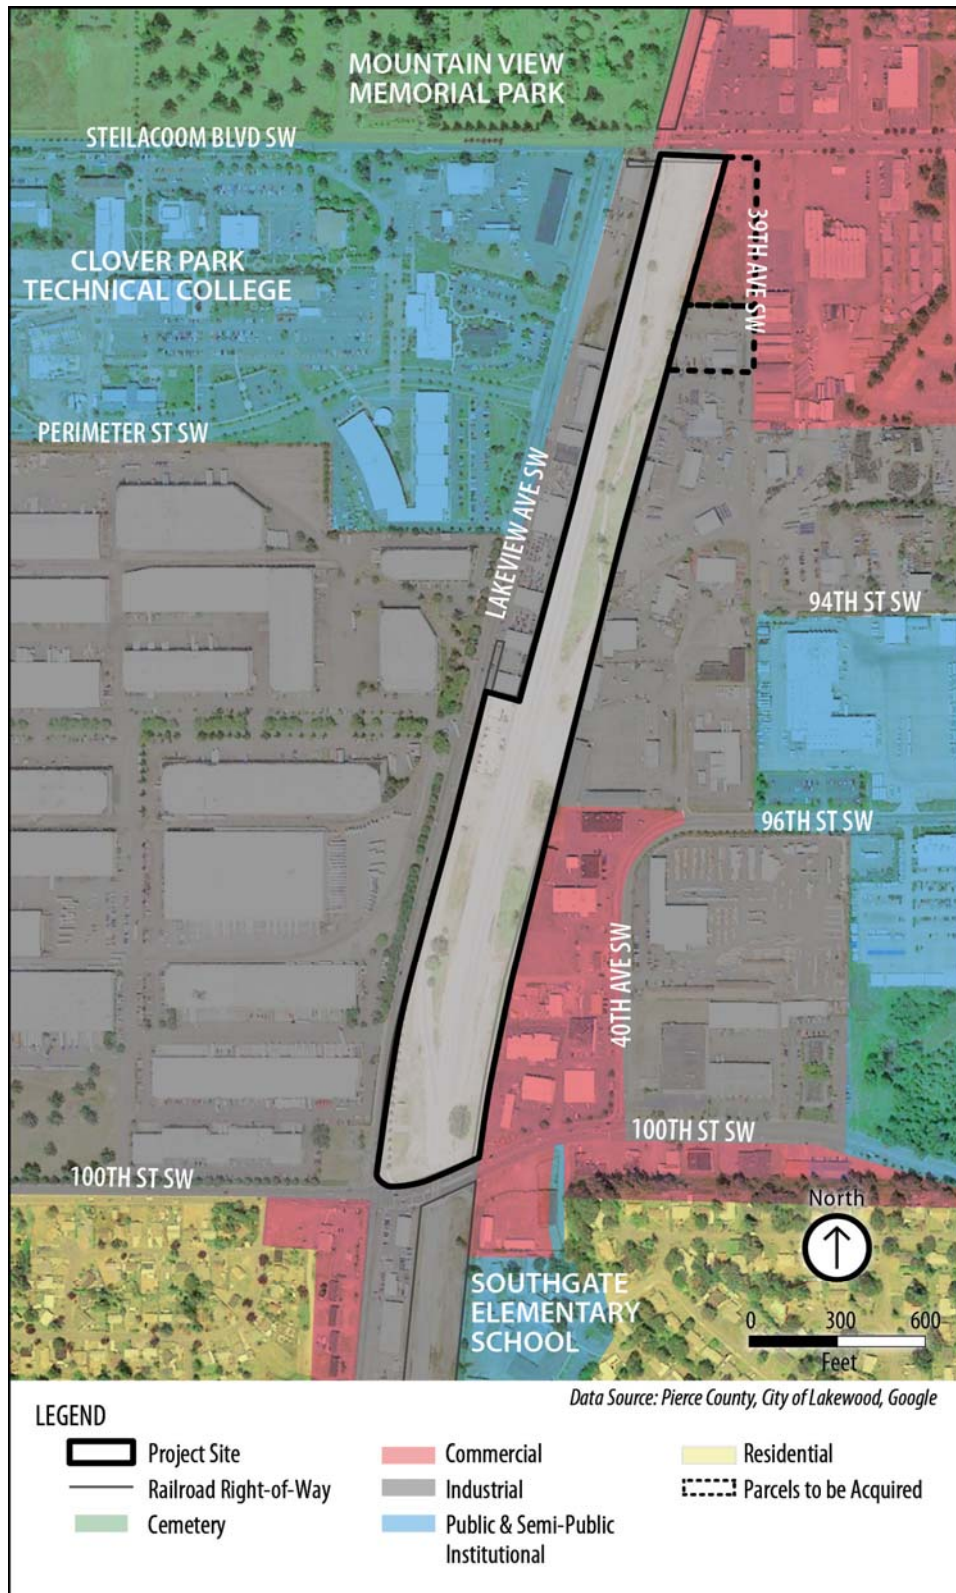 MOUNTAIN VIEW
MEMORIAL PARK
STEILACOOM BLVD SW
39TH AVE SW
CLOVER PARK
TECHNICAL COLLEGE
PERIMETER ST SW
LAKEVIEW AVE SW
94TH ST SW
96TH ST SW
40TH AVE SW
100TH ST SW
100TH ST SW
North
SOUTHGATE
ELEMENTARY
SCHOOL
0 300 600
Feet
Data Source: Pierce County, City of Lakewood, Google
LEGEND
Project Site
Commercial
Residential
Railroad Right-of-Way
Industrial
Parcels to be Acquired
Cemetery
Public & Semi-Public
Institutional